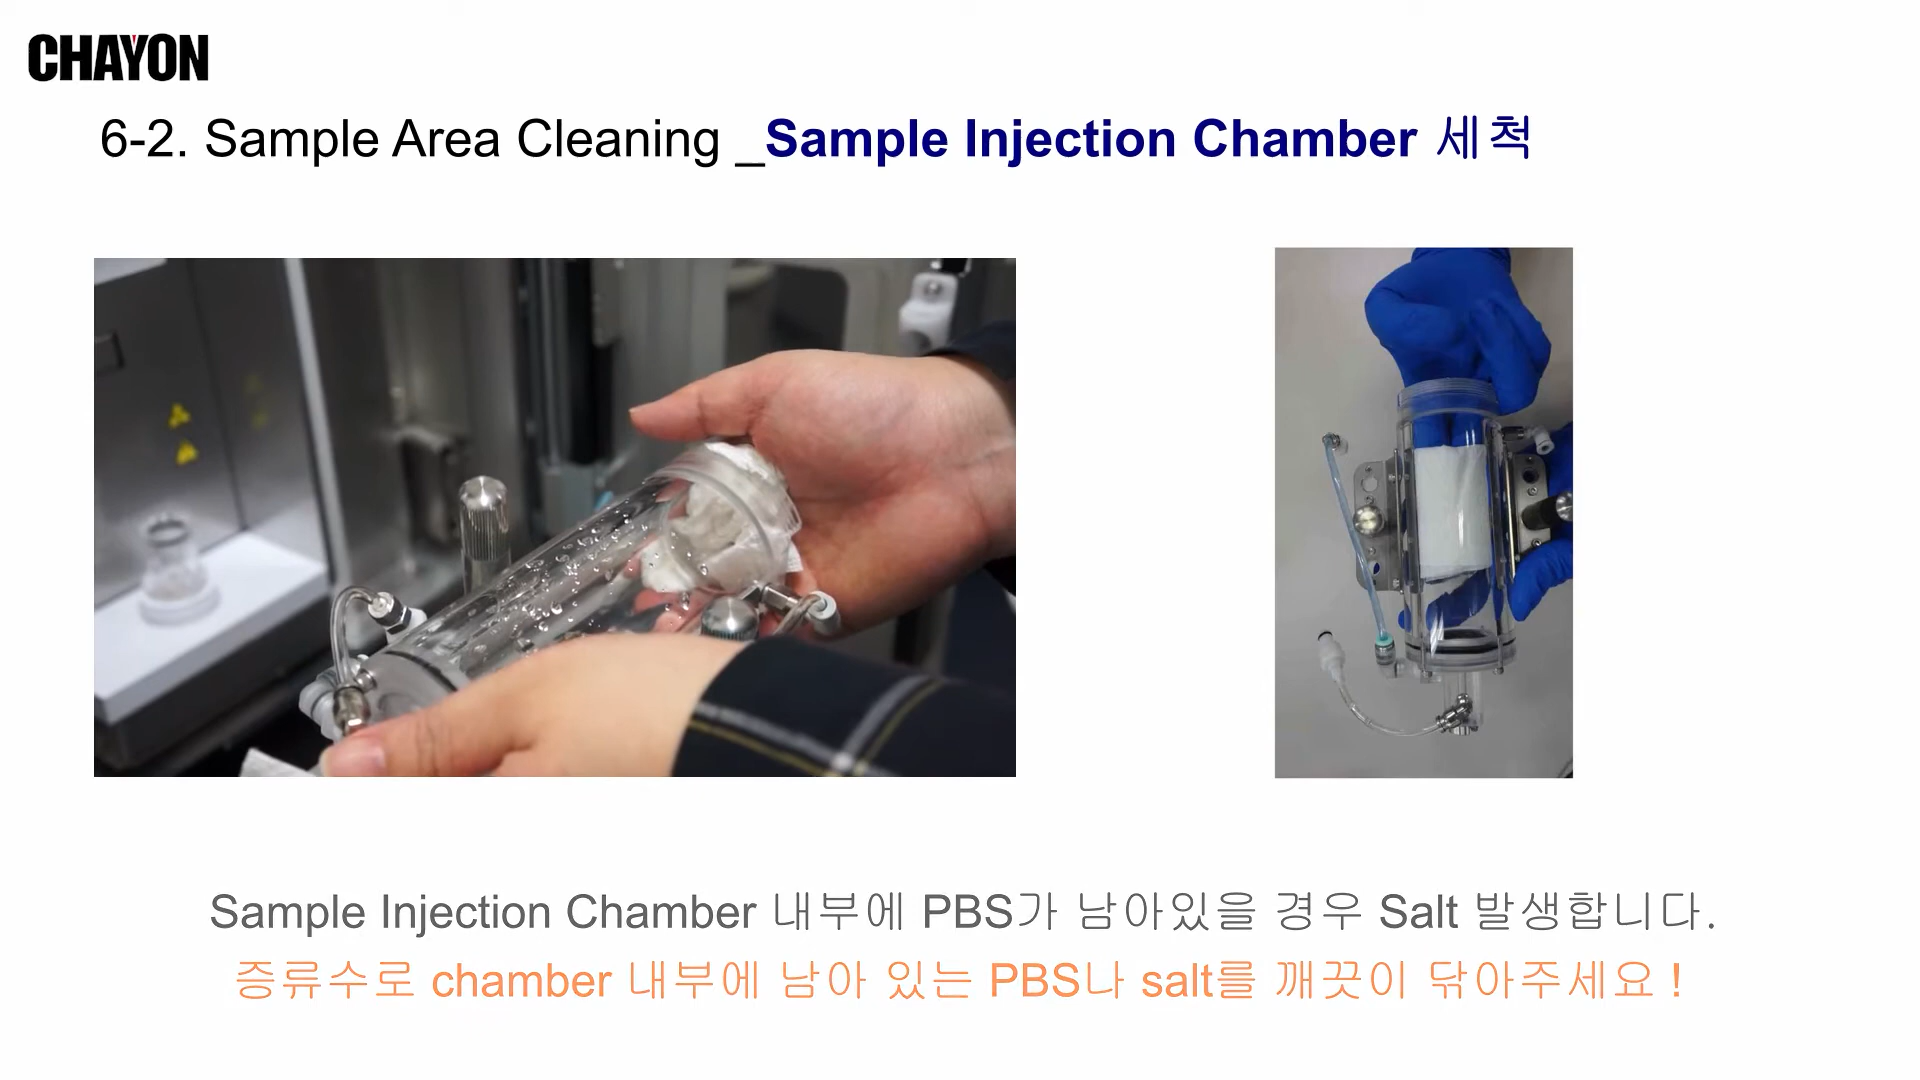 CHAYON
6-2. Sample Area Cleaning _Sample Injection Chamber 세척
Sample Injection Chamber 내부에 PBS가 남아있을 경우 Salt 발생합니다.
증류수로 chamber 내부에 남아 있는 PBS나 salt를 깨끗이 닦아주세요 !